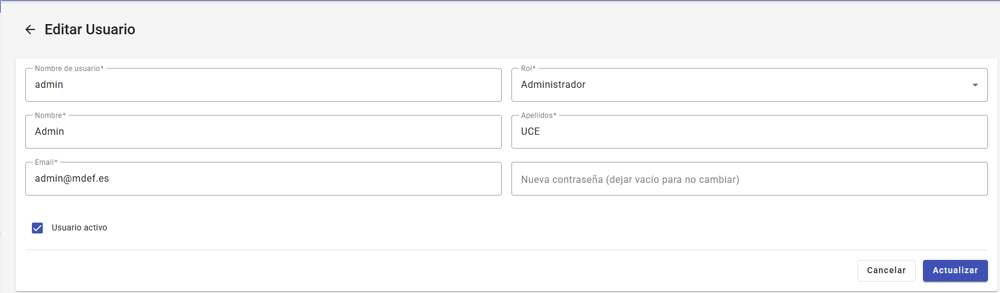 Editar Usuario
Nombre de usuario*
admin
Rol*
Administrador
Nombre*
Admin
Apellidos*
UCE
Email*
admin@mdef.es
Nueva contraseña (dejar vacío para no cambiar)
Usuario activo
Cancelar
Actualizar